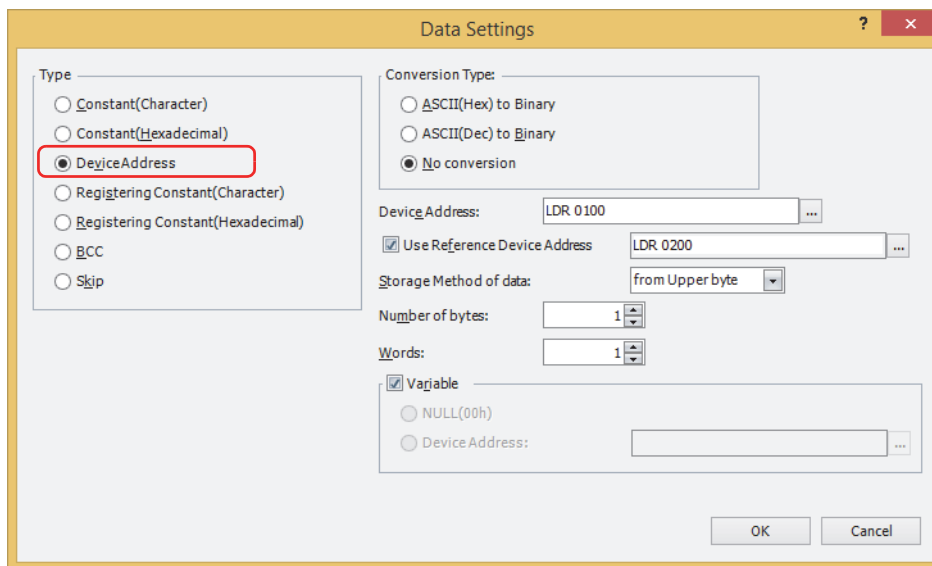 Data Settings
?
Type
Constant(Character)
Constant(Hexadecimal)
DeviceAddress
Registering Constant(Character)
Registering Constant(Hexadecimal)
BCC
Skip
Conversion Type:
ASCII(Hex) to Binary
ASCII(Dec) to Binary
No conversion
Device Address: LDR 0100 ...
Use Reference Device Address LDR 0200 ...
Storage Method of data: from Upper byte
Number of bytes: 1
Words: 1
Variable
NULL(00h)
Device Address: ...
OK Cancel